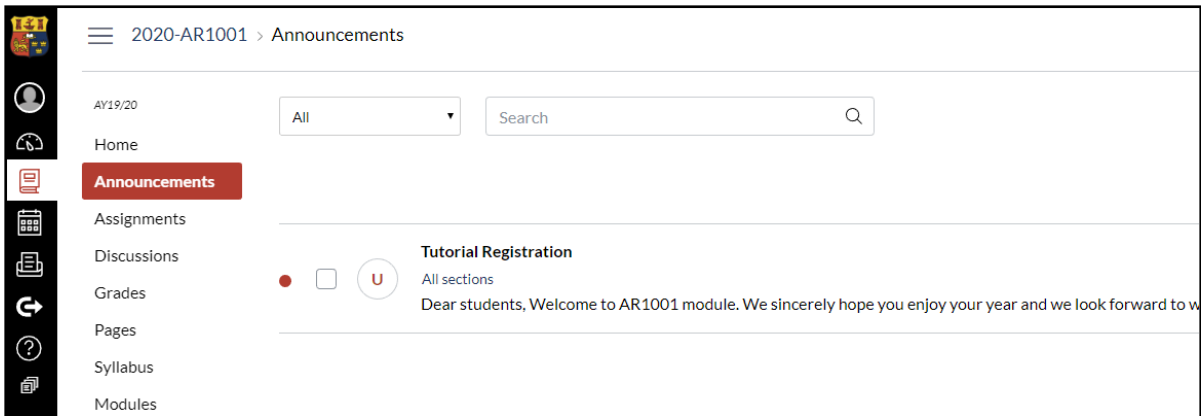 2020-AR1001 > Announcements
AY19/20
Home
Announcements
Assignments
Discussions
Grades
Pages
Syllabus
Modules
All
Search
U
Tutorial Registration
All sections
Dear students, Welcome to AR1001 module. We sincerely hope you enjoy your year and we look forward to w